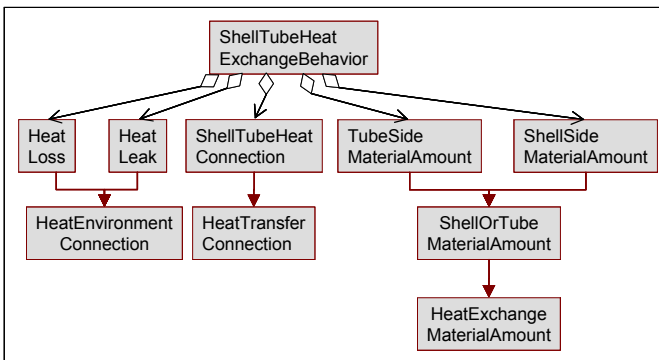 ShellTubeHeat
ExchangeBehavior
Heat
Loss
Heat
Leak
ShellTubeHeat
Connection
TubeSide
MaterialAmount
ShellSide
MaterialAmount
HeatEnvironment
Connection
HeatTransfer
Connection
ShellOrTube
MaterialAmount
HeatExchange
MaterialAmount